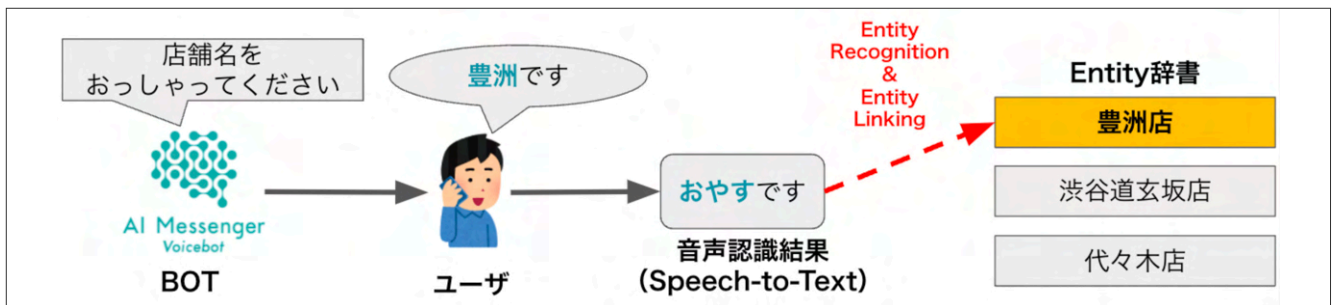 店舗名を
おっしゃってください
AI Messenger
Voicebot
BOT
豊洲です
ユーザ
おやすです
音声認識結果
(Speech-to-Text)
Entity
Recognition
&
Entity
Linking
Entity辞書
豊洲店
渋谷道玄坂店
代々木店